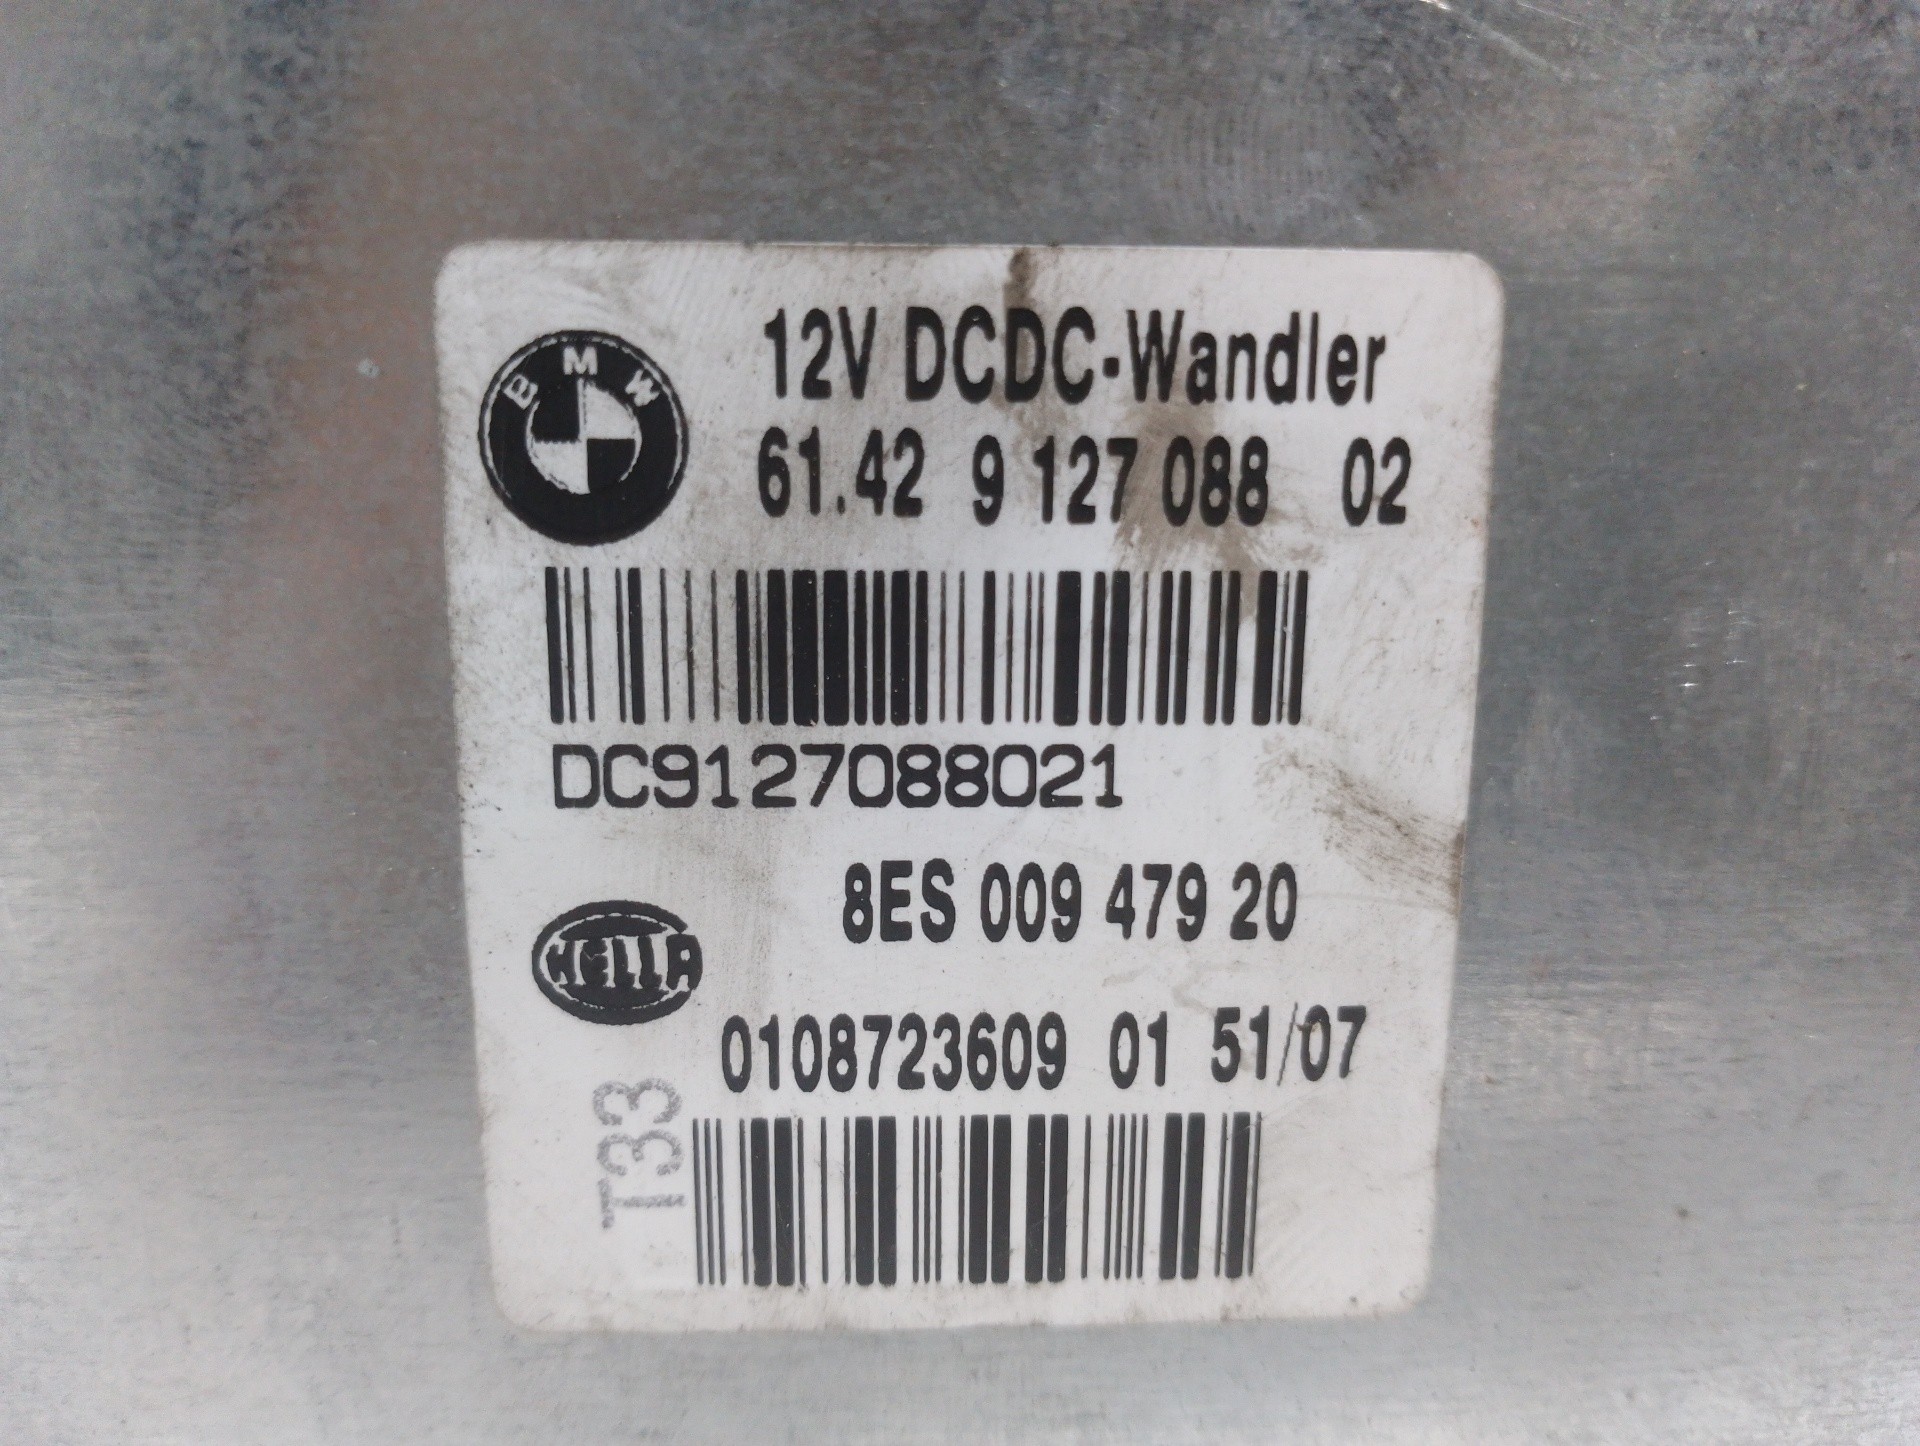 BMW
12V DCDC-Wandler
61.42 9 127 088 02
DC9127088021
8ES 009 479 20
HELLA
0108723609 01 51/07
T33